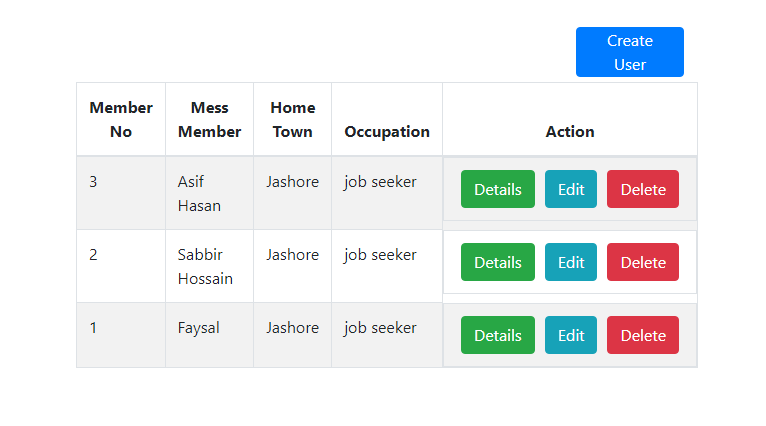 Create
User
Member No Mess Member Home Town Occupation Action
3 Asif Hasan Jashore job seeker Details Edit Delete
2 Sabbir Hossain Jashore job seeker Details Edit Delete
1 Faysal Jashore job seeker Details Edit Delete